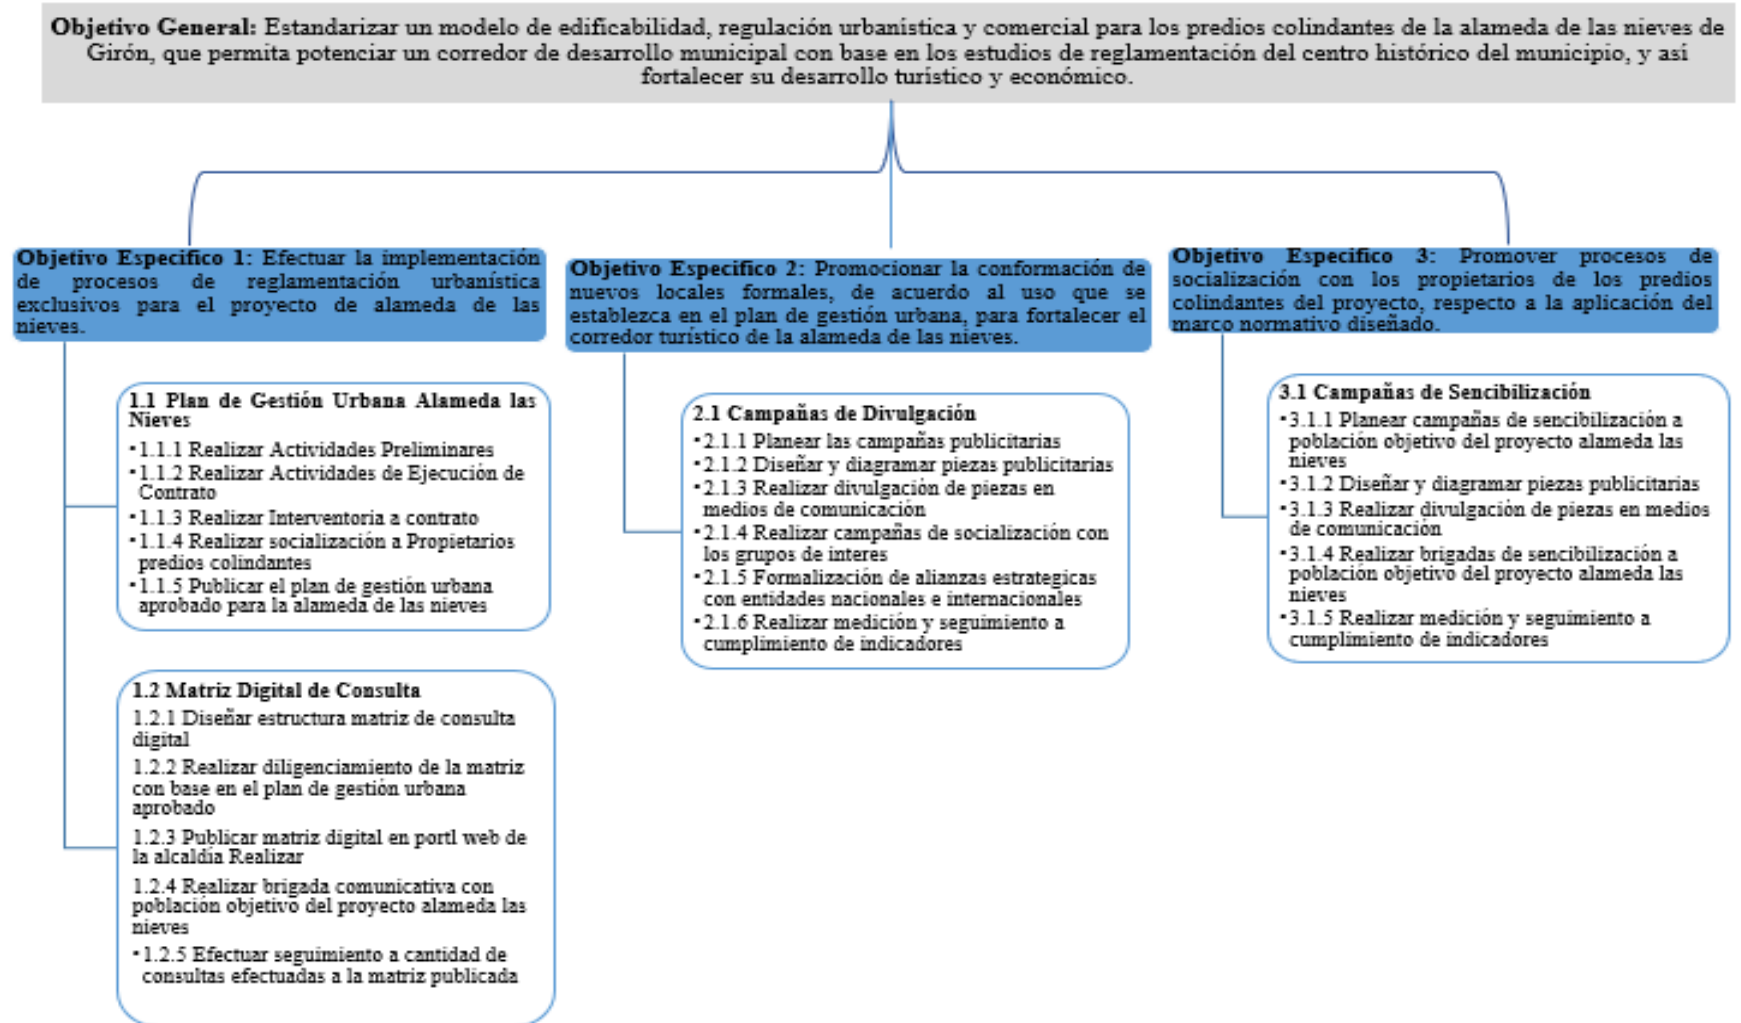 Objetivo General: Estandarizar un modelo de edificabilidad, regulación urbanística y comercial para los predios colindantes de la alameda de las nieves de
Girón, que permita potenciar un corredor de desarrollo municipal con base en los estudios de reglamentación del centro histórico del municipio, y así
fortalecer su desarrollo turístico y económico.
Objetivo Especifico 1: Efectuar la implementación
de procesos de reglamentación urbanística
exclusivos para el proyecto de alameda de las
nieves.
1.1 Plan de Gestión Urbana Alameda las
Nieves
•1.1.1 Realizar Actividades Preliminares
•1.1.2 Realizar Actividades de Ejecución de
Contrato
•1.1.3 Realizar Interventoria a contrato
•1.1.4 Realizar socialización a Propietarios
predios colindantes
•1.1.5 Publicar el plan de gestión urbana
aprobado para la alameda de las nieves
1.2 Matriz Digital de Consulta
1.2.1 Diseñar estructura matriz de consulta
digital
1.2.2 Realizar diligenciamiento de la matriz
con base en el plan de gestión urbana
aprobado
1.2.3 Publicar matriz digital en portl web de
la alcaldía Realizar
1.2.4 Realizar brigada comunicativa con
población objetivo del proyecto alameda las
nieves
•1.2.5 Efectuar seguimiento a cantidad de
consultas efectuadas a la matriz publicada
Objetivo Especifico 2: Promocionar la conformación de
nuevos locales formales, de acuerdo al uso que se
establezca en el plan de gestión urbana, para fortalecer el
corredor turístico de la alameda de las nieves.
2.1 Campañas de Divulgación
•2.1.1 Planear las campañas publicitarias
•2.1.2 Diseñar y diagramar piezas publicitarias
•2.1.3 Realizar divulgación de piezas en
medios de comunicación
•2.1.4 Realizar campañas de socialización con
los grupos de interes
•2.1.5 Formalización de alianzas estrategicas
con entidades nacionales e internacionales
•2.1.6 Realizar medición y seguimiento a
cumplimiento de indicadores
Objetivo Especifico 3: Promover procesos de
socialización con los propietarios de los predios
colindantes del proyecto, respecto a la aplicación del
marco normativo diseñado.
3.1 Campañas de Sencibilización
•3.1.1 Planear campañas de sencibilización a
población objetivo del proyecto alameda las
nieves
•3.1.2 Diseñar y diagramar piezas publicitarias
•3.1.3 Realizar divulgación de piezas en medios
de comunicación
•3.1.4 Realizar brigadas de sencibilización a
población objetivo del proyecto alameda las
nieves
•3.1.5 Realizar medición y seguimiento a
cumplimiento de indicadores